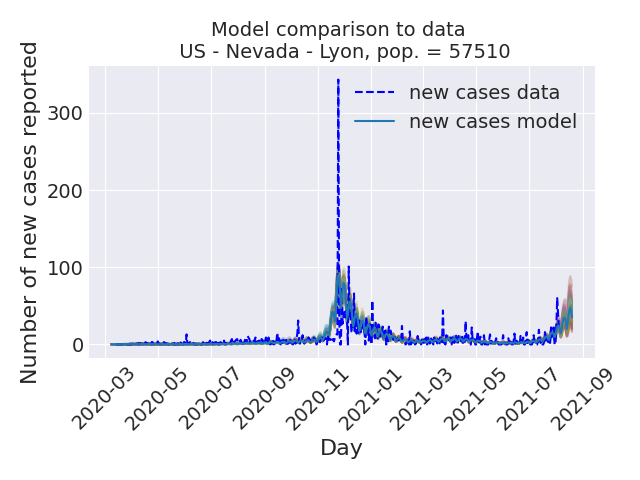 Model comparison to data
US - Nevada - Lyon, pop. = 57510
Number of new cases reported
300
200
100
0
new cases data
new cases model
2020-03
2020-05
2020-07
2020-09
2020-11
2021-01
2021-03
2021-05
2021-07
2021-09
Day